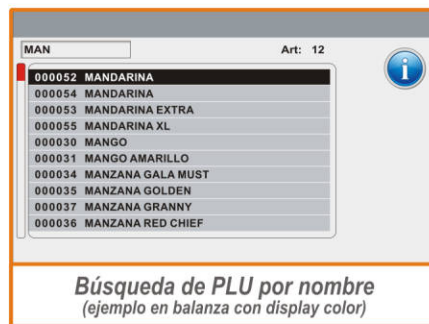 MAN Art: 12
000052 MANDARINA
000054 MANDARINA
000053 MANDARINA EXTRA
000055 MANDARINA XL
000030 MANGO
000031 MANGO AMARILLO
000034 MANZANA GALA MUST
000035 MANZANA GOLDEN
000037 MANZANA GRANNY
000036 MANZANA RED CHIEF
Búsqueda de PLU por nombre
(ejemplo en balanza con display color)